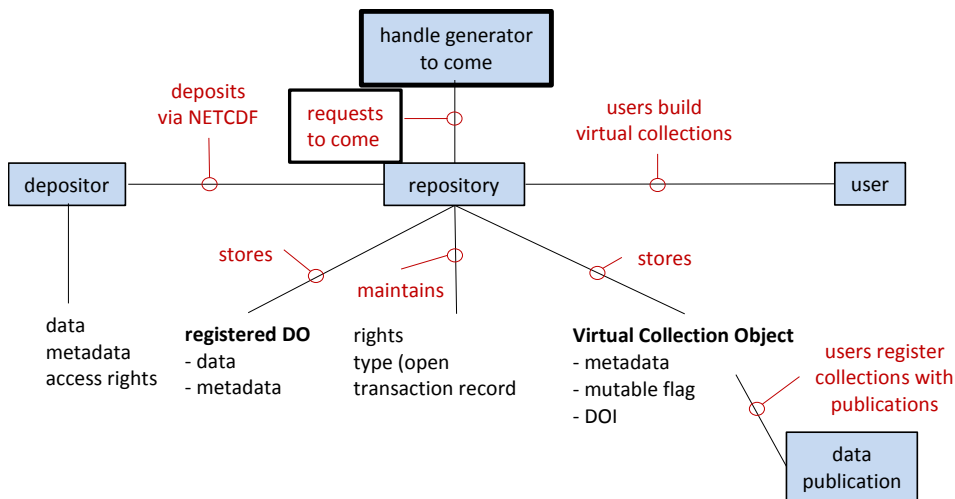 handle generator
to come
deposits
via NETCDF
requests
to come
users build
virtual collections
depositor
repository
user
stores
maintains
stores
data
metadata
access rights
registered DO
- data
- metadata
rights
type (open
transaction record
Virtual Collection Object
- metadata
- mutable flag
- DOI
users register
collections with
publications
data
publication